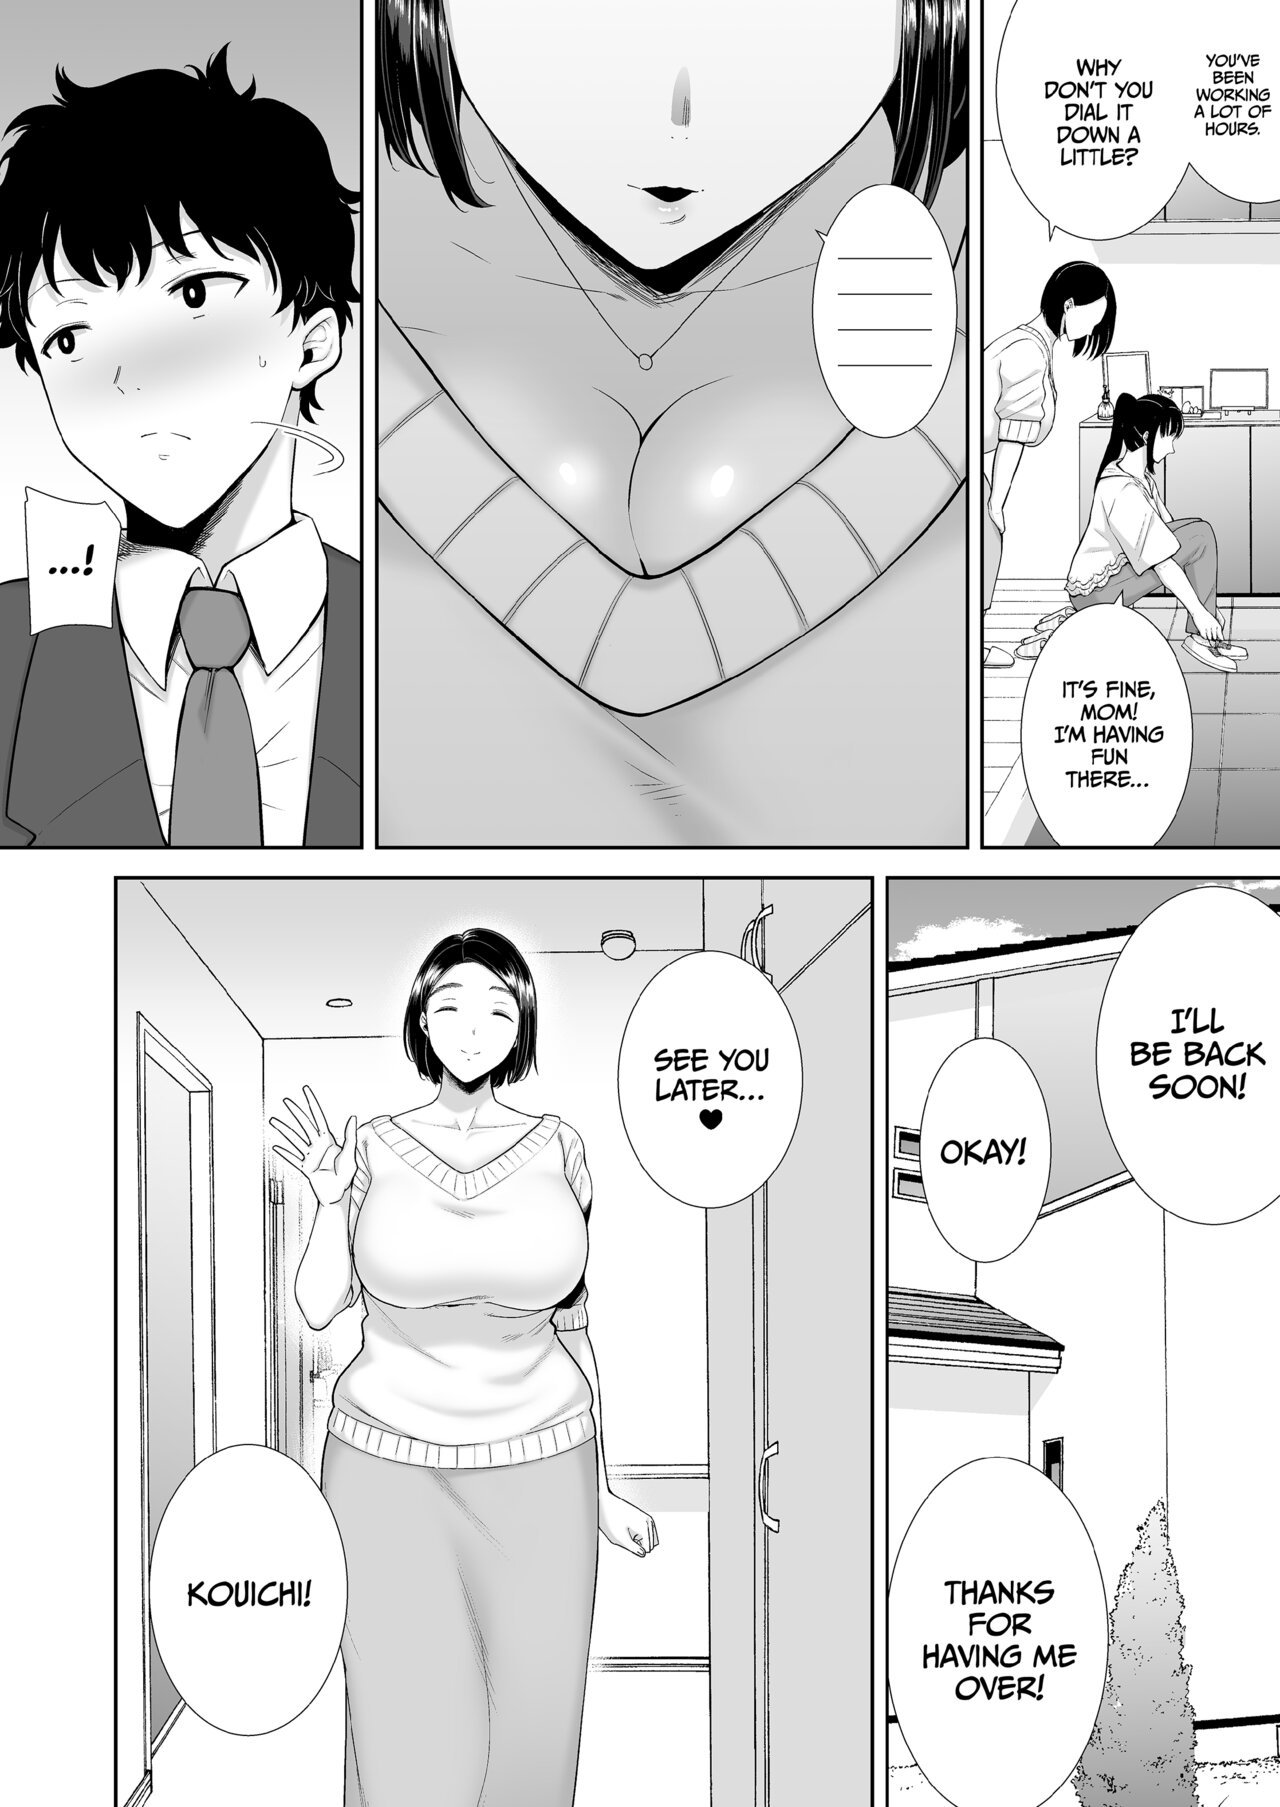 YOU'VE
BEEN
WORKING
A LOT OF
HOURS.
WHY
DON'T YOU
DIAL IT
DOWN A
LITTLE?
IT'S FINE,
MOM!
I'M HAVING
FUN
THERE...
...!
I'LL
BE BACK
SOON!
OKAY!
THANKS
FOR
HAVING ME
OVER!
SEE YOU
LATER...
♥
KOUICHI!